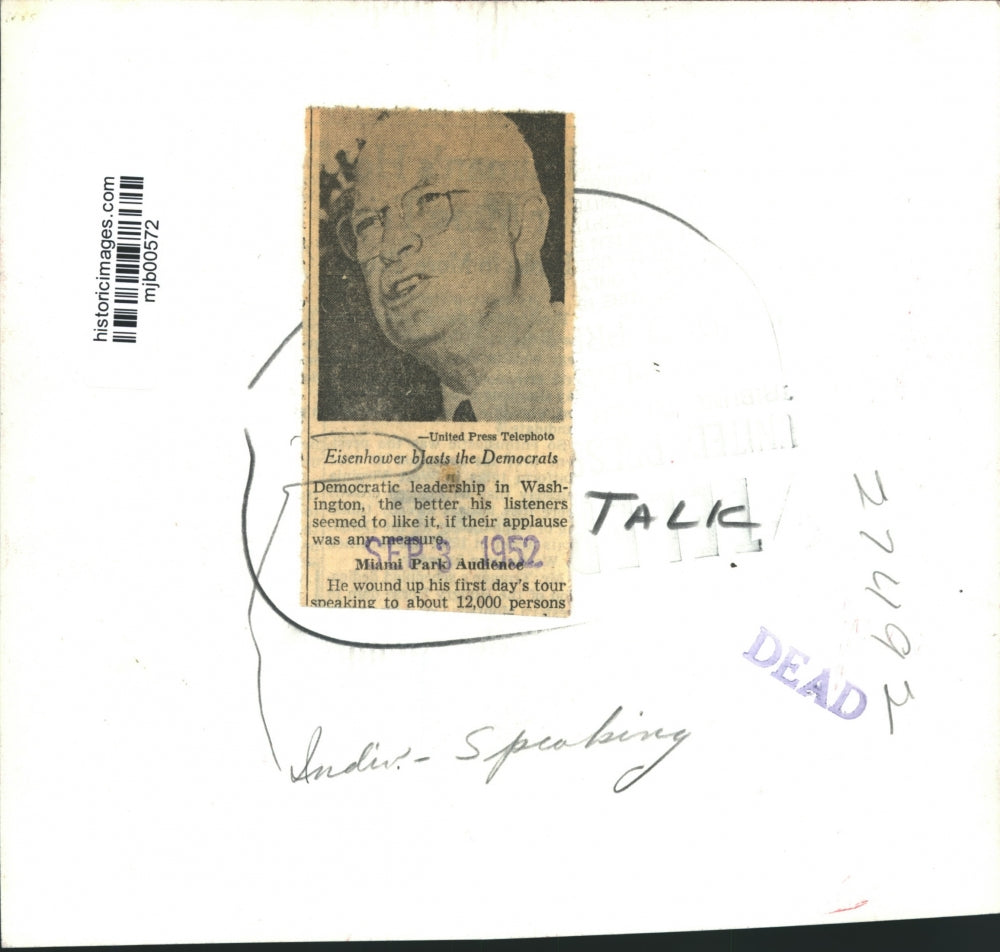 historicimages.com
mjb00572
—United Press Telephoto
Eisenhower blasts the Democrats
Democratic leadership in Wash-
ington, the better his listeners
seemed to like it, if their applause
was any measure.
SEP 3 1952
Miami Park Audience
He wound up his first day's tour
speaking to about 12,000 persons
TALK
27492
DEAD
Indiv. - Speaking